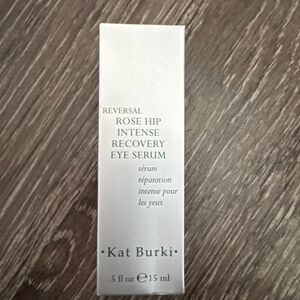 REVERSAL
ROSE HIP
INTENSE
RECOVERY
EYE SERUM
sérum
réparation
intense pour
les yeux
•Kat Burki•
.5 fl oz ℮ 15 ml